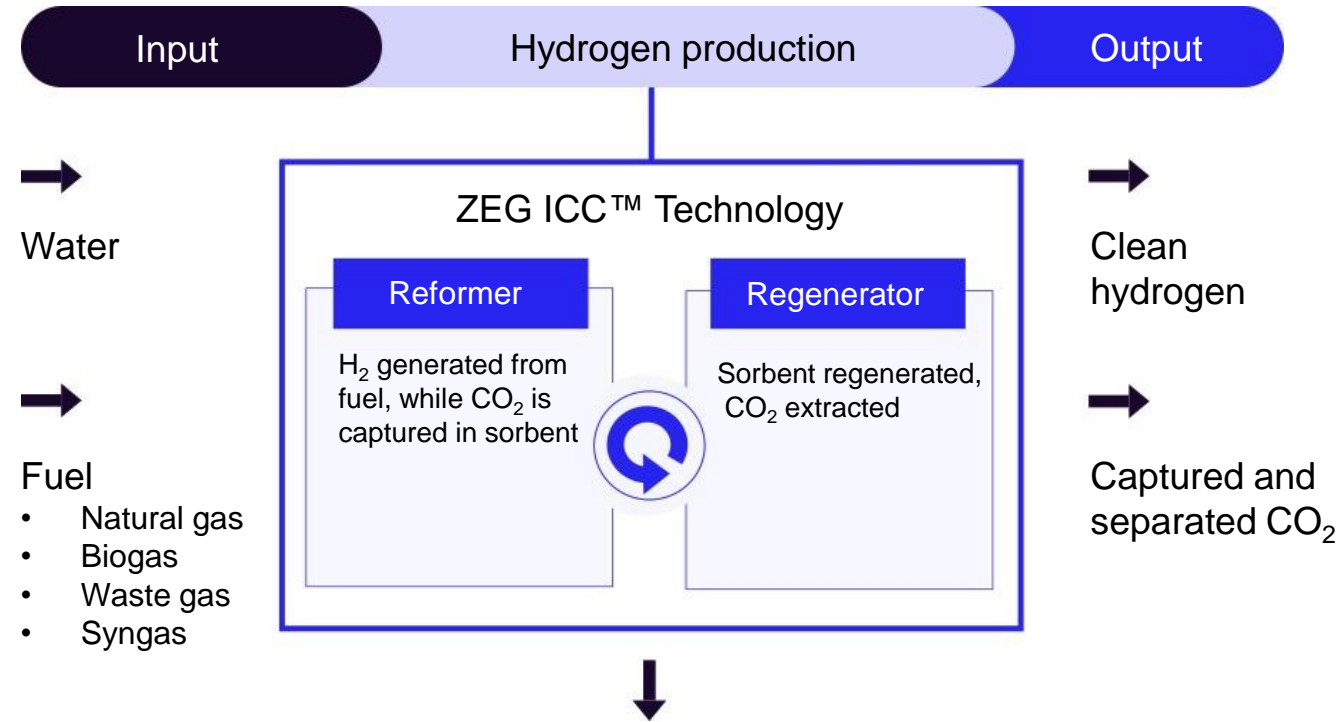 Input
Hydrogen production
Output
Water
Fuel
• Natural gas
• Biogas
• Waste gas
• Syngas
ZEG ICC™ Technology
Reformer
H₂ generated from
fuel, while CO₂ is
captured in sorbent
Regenerator
Sorbent regenerated,
CO₂ extracted
Clean
hydrogen
Captured and
separated CO₂